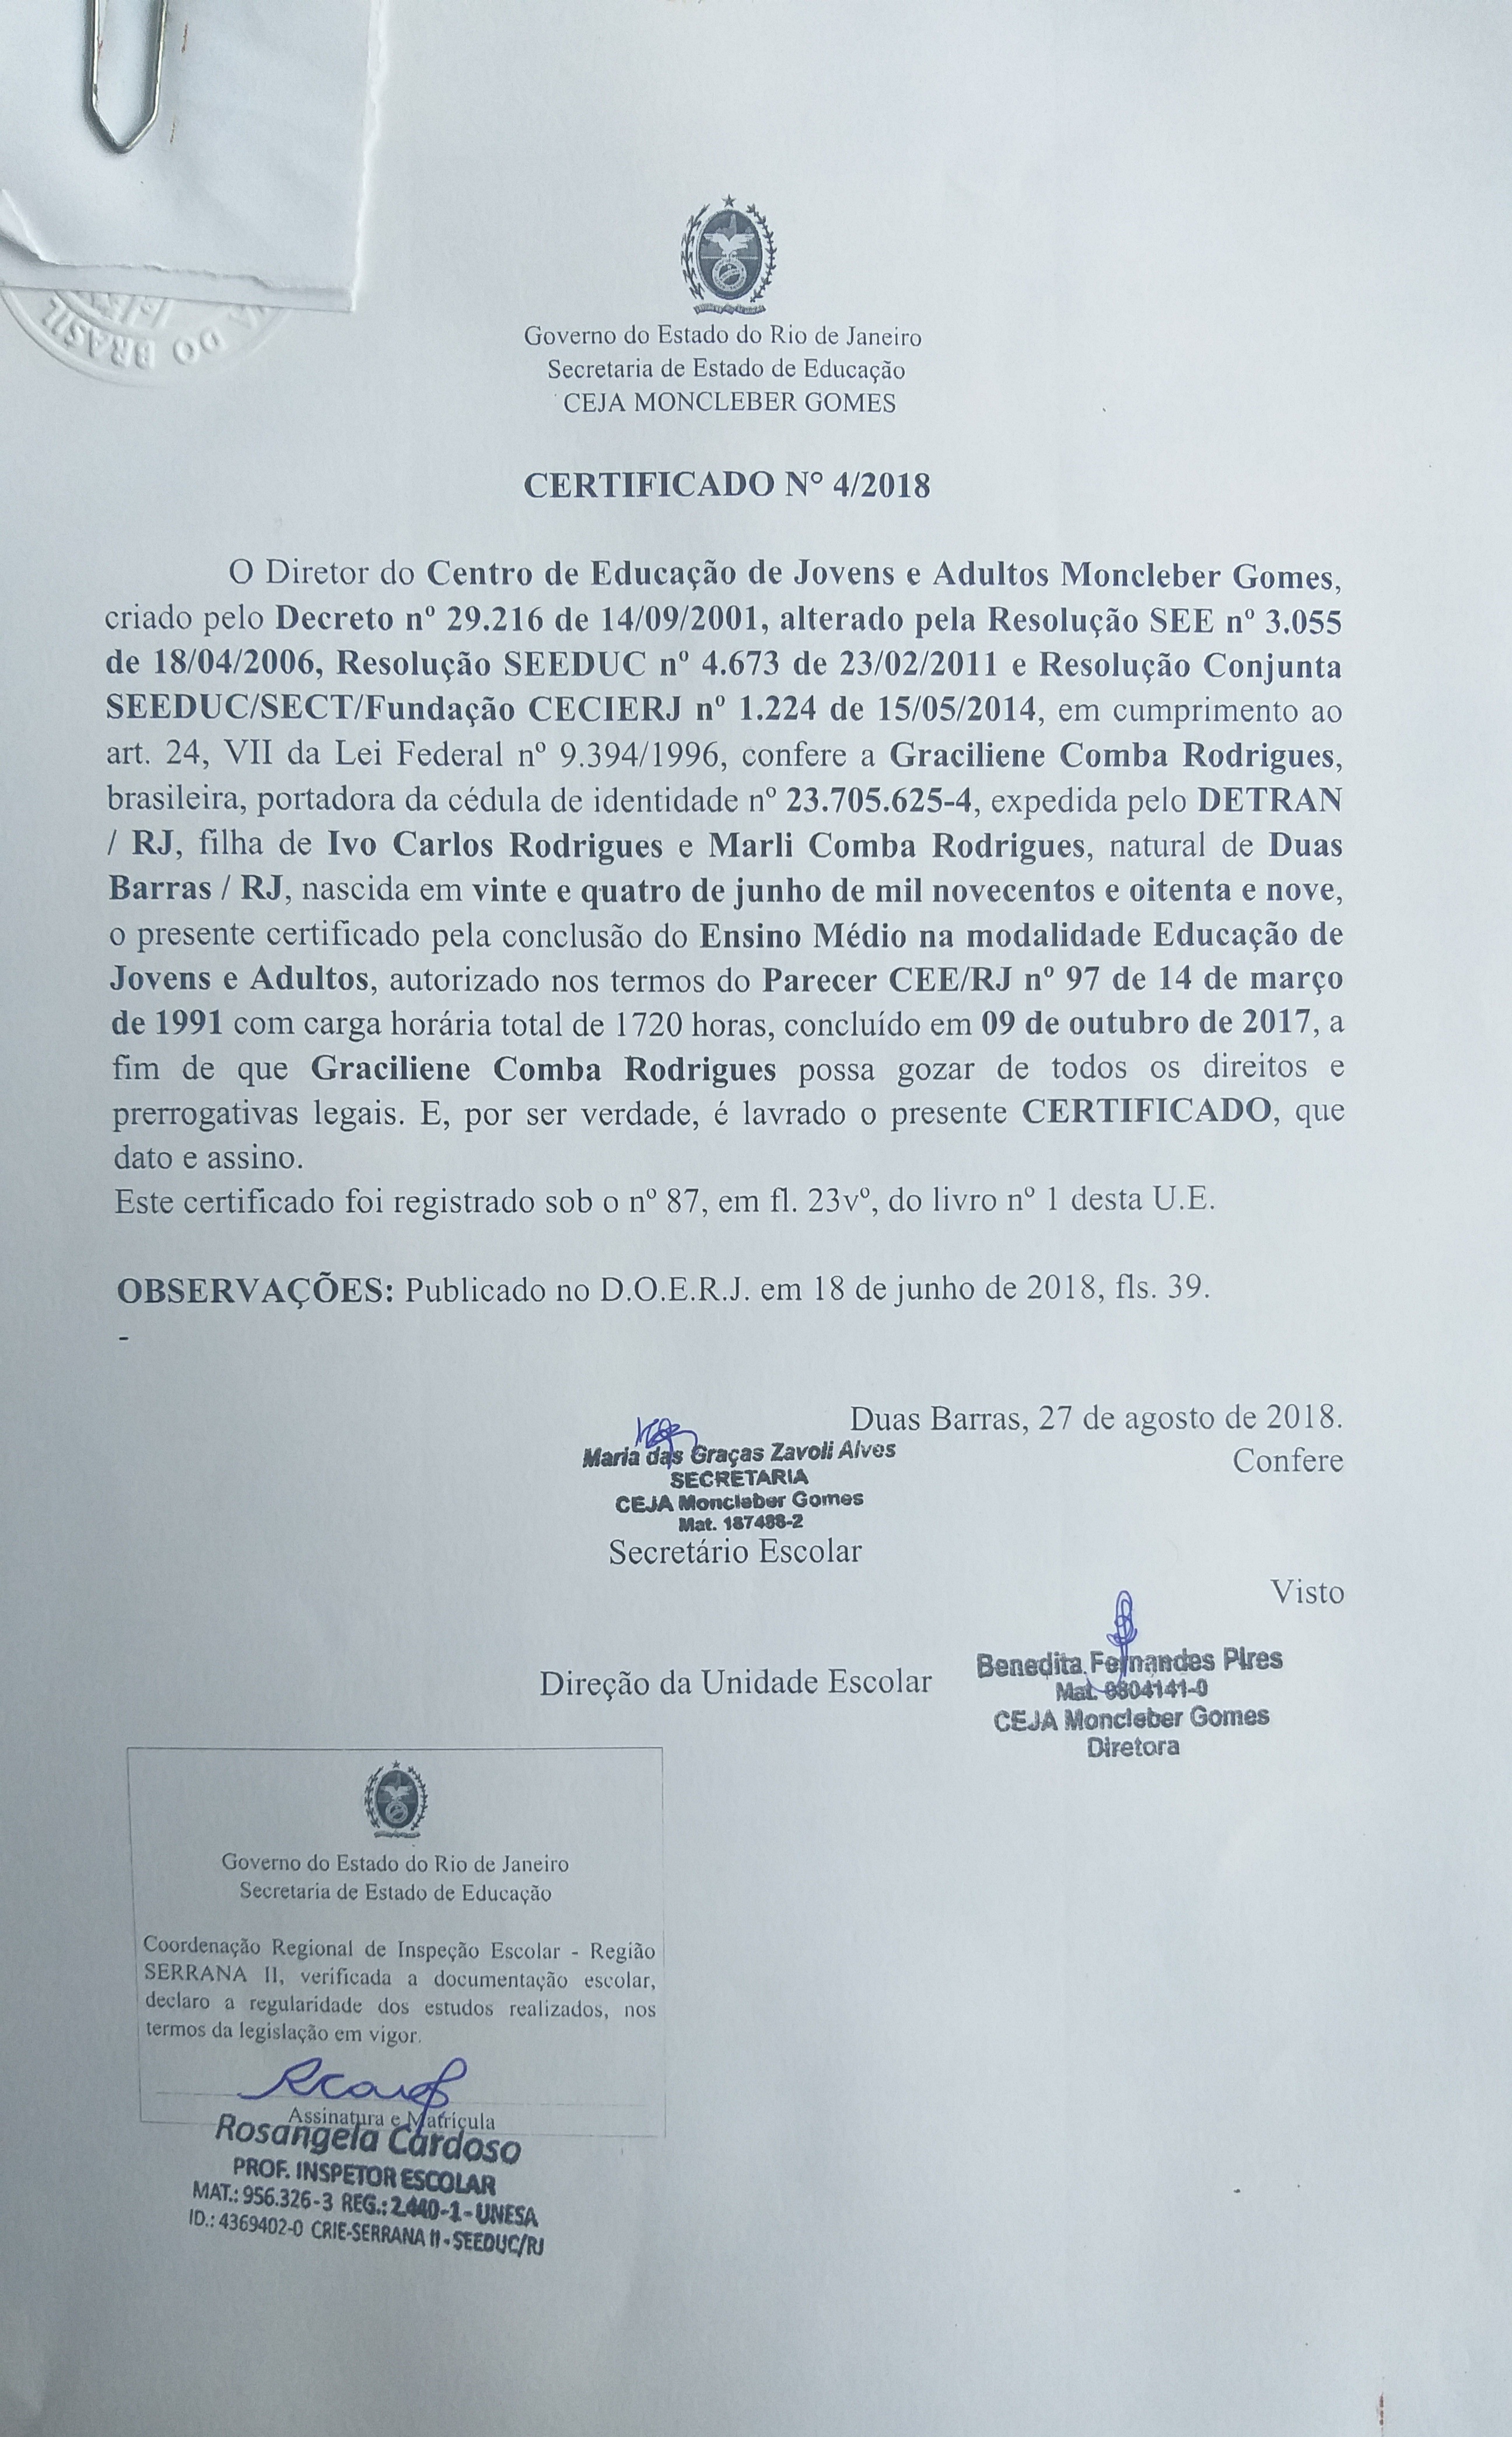 DO BRASIL
Governo do Estado do Rio de Janeiro
Secretaria de Estado de Educação
CEJA MONCLEBER GOMES
CERTIFICADO N° 4/2018
O Diretor do Centro de Educação de Jovens e Adultos Moncleber Gomes,
criado pelo Decreto nº 29.216 de 14/09/2001, alterado pela Resolução SEE nº 3.055
de 18/04/2006, Resolução SEEDUC nº 4.673 de 23/02/2011 e Resolução Conjunta
SEEDUC/SECT/Fundação CECIERJ nº 1.224 de 15/05/2014, em cumprimento ao
art. 24, VII da Lei Federal nº 9.394/1996, confere a Graciliene Comba Rodrigues,
brasileira, portadora da cédula de identidade nº 23.705.625-4, expedida pelo DETRAN
/ RJ, filha de Ivo Carlos Rodrigues e Marli Comba Rodrigues, natural de Duas
Barras / RJ, nascida em vinte e quatro de junho de mil novecentos e oitenta e nove,
o presente certificado pela conclusão do Ensino Médio na modalidade Educação de
Jovens e Adultos, autorizado nos termos do Parecer CEE/RJ nº 97 de 14 de março
de 1991 com carga horária total de 1720 horas, concluído em 09 de outubro de 2017, a
fim de que Graciliene Comba Rodrigues possa gozar de todos os direitos e
prerrogativas legais. E, por ser verdade, é lavrado o presente CERTIFICADO, que
dato e assino.
Este certificado foi registrado sob o nº 87, em fl. 23vº, do livro nº 1 desta U.E.
OBSERVAÇÕES: Publicado no D.O.E.R.J. em 18 de junho de 2018, fls. 39.
-
Duas Barras, 27 de agosto de 2018.
Confere
Maria das Graças Zavoli Alves
SECRETARIA
CEJA Moncleber Gomes
Mat. 187488-2
Secretário Escolar
Visto
Direção da Unidade Escolar
Benedita Fernandes Pires
Mat. 0804141-0
CEJA Moncleber Gomes
Diretora
Governo do Estado do Rio de Janeiro
Secretaria de Estado de Educação
Coordenação Regional de Inspeção Escolar - Região
SERRANA II, verificada a documentação escolar,
declaro a regularidade dos estudos realizados, nos
termos da legislação em vigor.
Assinatura e Matrícula
Rosangela Cardoso
PROF. INSPETOR ESCOLAR
MAT.: 956.326-3 REG.: 2.440-1 - UNESA
ID.: 4369402-0 CRIE-SERRANA II - SEEDUC/RJ